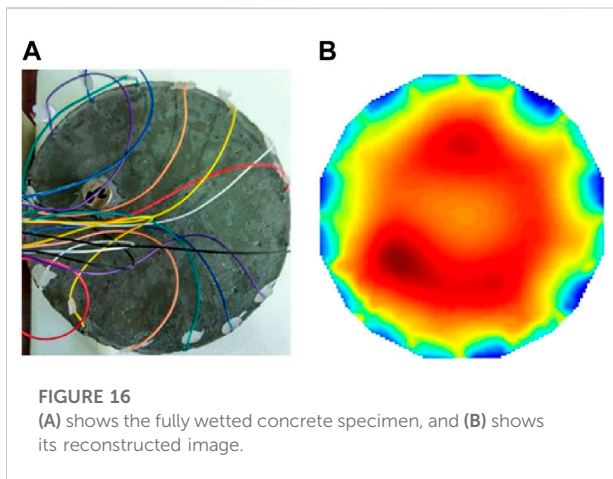 A
B
FIGURE 16
(A) shows the fully wetted concrete specimen, and (B) shows
its reconstructed image.